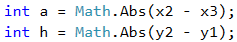 int a = Math.Abs(x2 - x3);
int h = Math.Abs(y2 - y1);